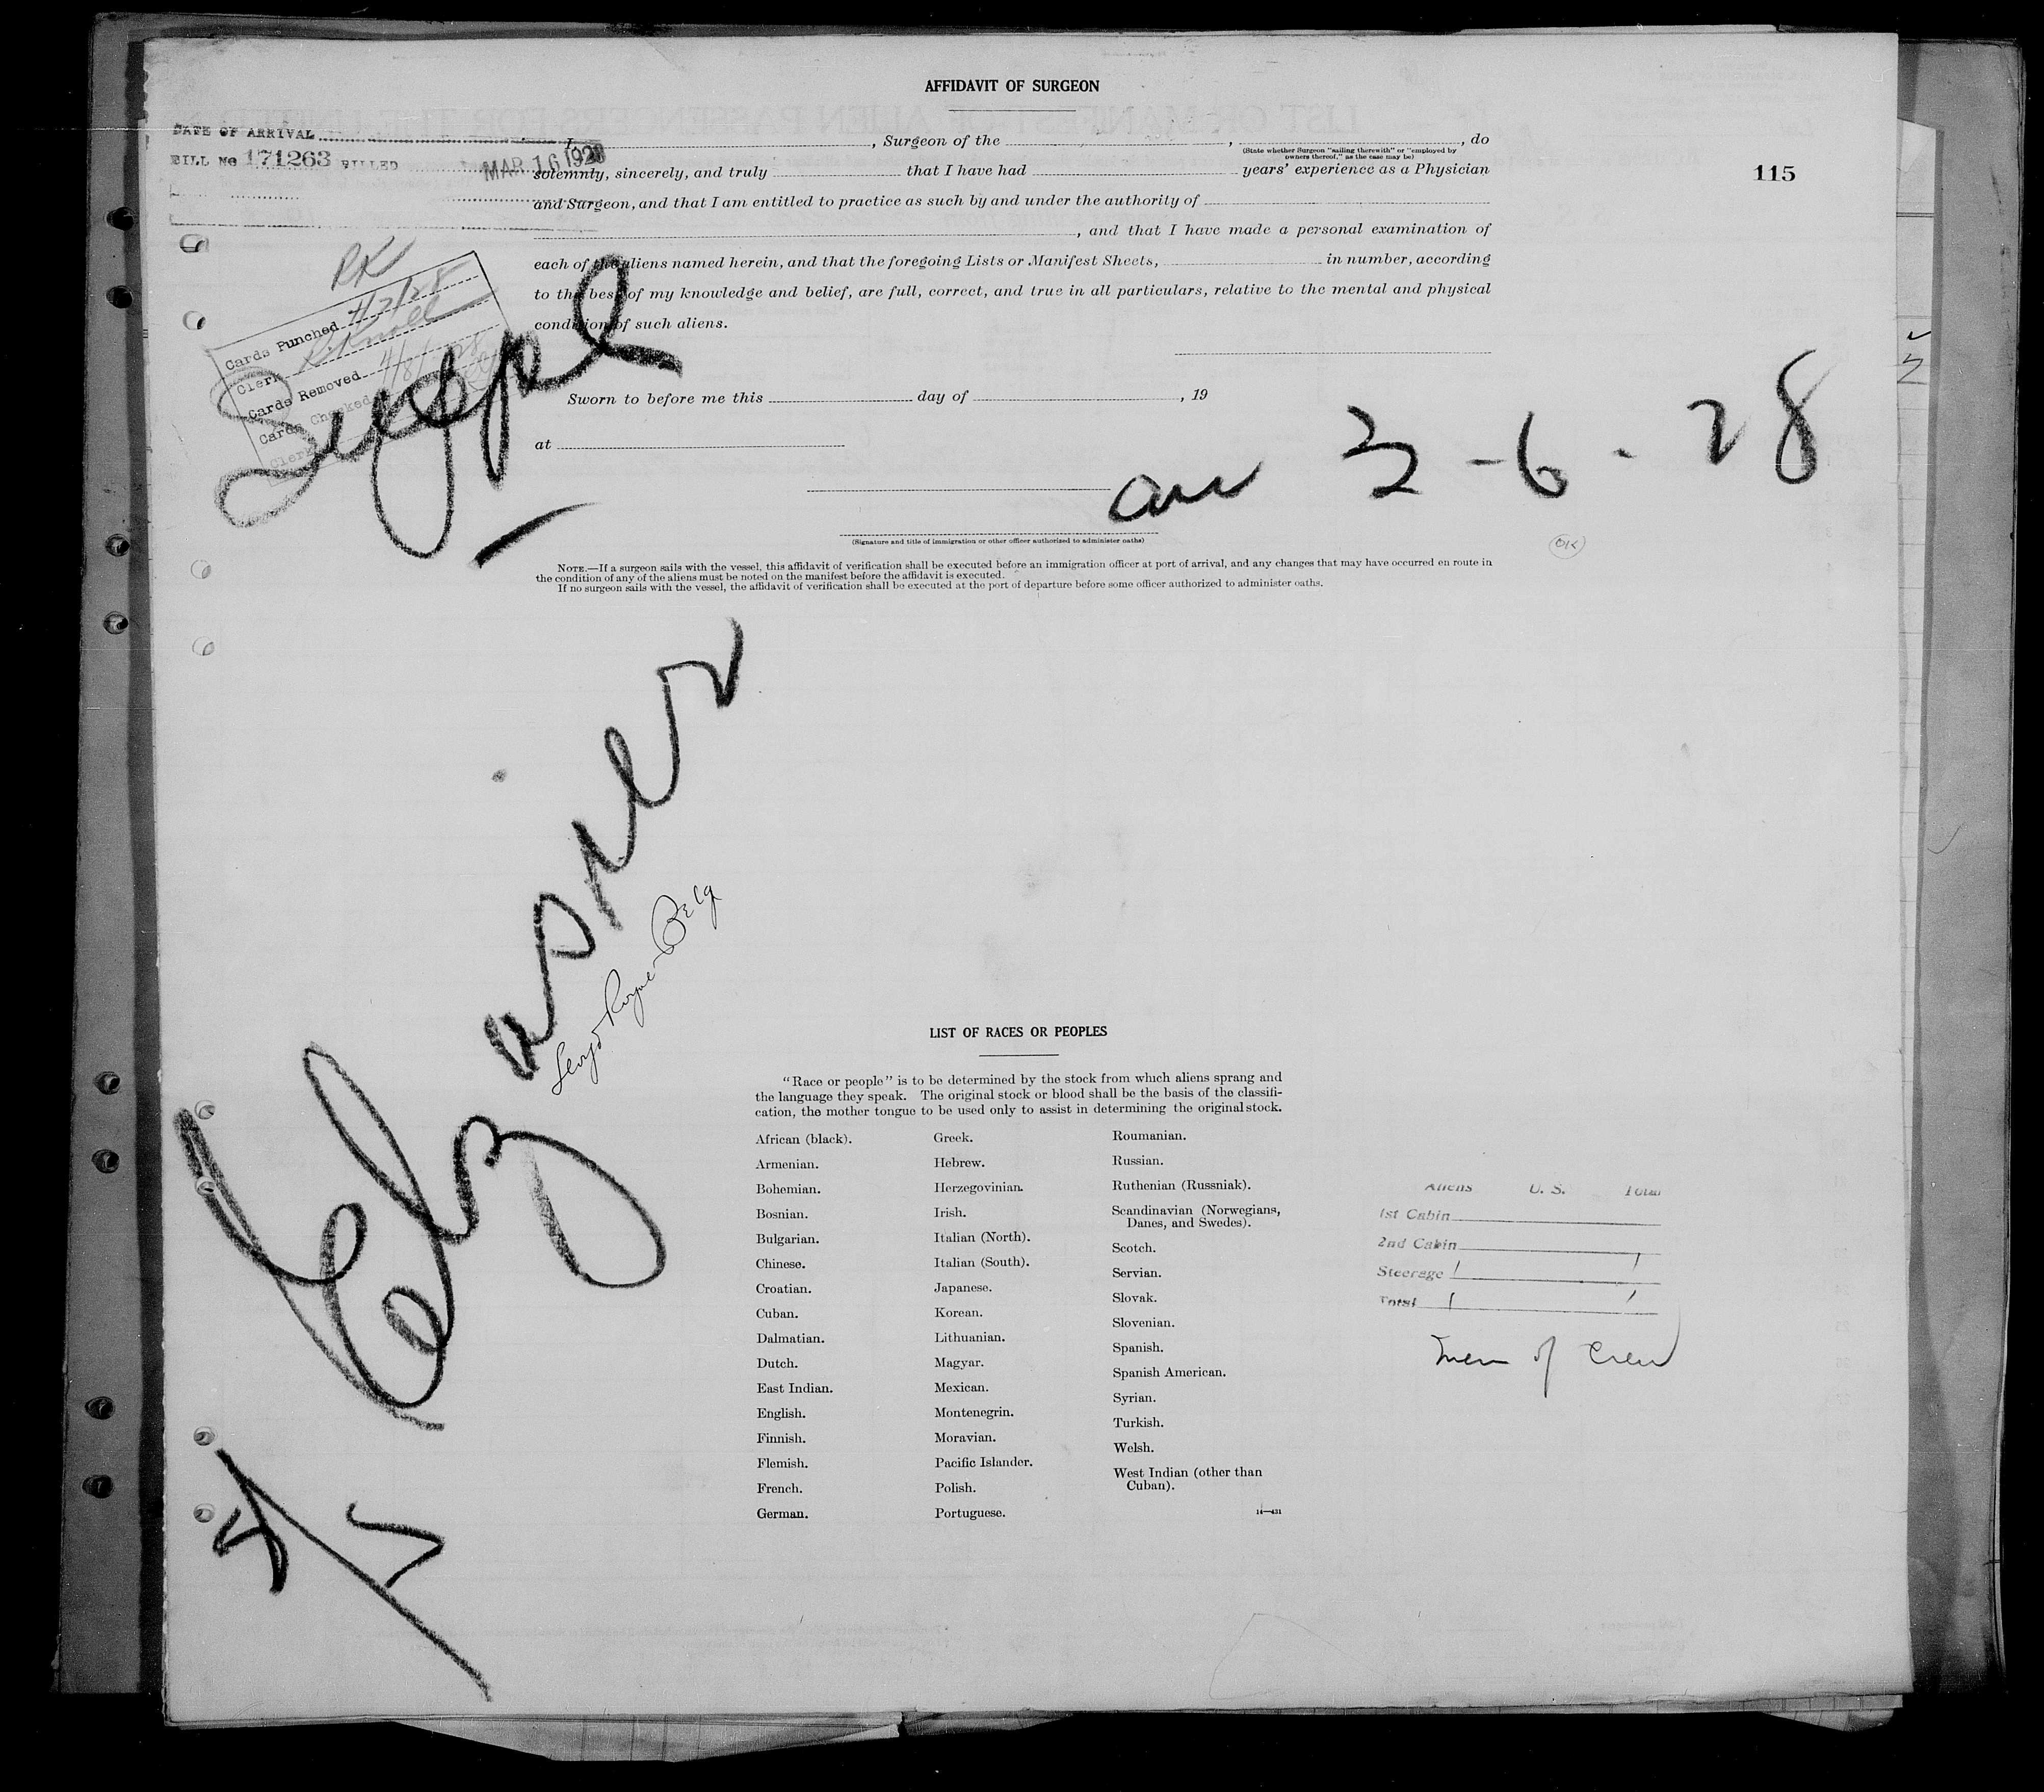 AFFIDAVIT OF SURGEON
DATE OF ARRIVAL
BILL No 171263 FILLED MAR 16 1928
I, , Surgeon of the , , do
(State whether Surgeon "sailing therewith" or "employed by
owners thereof," as the case may be)
solemnly, sincerely, and truly that I have had years' experience as a Physician
115
and Surgeon, and that I am entitled to practice as such by and under the authority of
, and that I have made a personal examination of
each of the aliens named herein, and that the foregoing Lists or Manifest Sheets, in number, according
to the best of my knowledge and belief, are full, correct, and true in all particulars, relative to the mental and physical
condition of such aliens.
RK
Cards Punched 4/7/28
Clerk
Cards Removed
Cards Checked
Clerk
Suppl
Sworn to before me this day of , 19
at
arr 3-6-28
(Signature and title of immigration or other officer authorized to administer oaths)
OK
NOTE.—If a surgeon sails with the vessel, this affidavit of verification shall be executed before an immigration officer at port of arrival, and any changes that may have occurred en route in
the condition of any of the aliens must be noted on the manifest before the affidavit is executed.
If no surgeon sails with the vessel, the affidavit of verification shall be executed at the port of departure before some officer authorized to administer oaths.
Elzasier
Lloyd Royal-Belg
LIST OF RACES OR PEOPLES
"Race or people" is to be determined by the stock from which aliens sprang and
the language they speak. The original stock or blood shall be the basis of the classifi-
cation, the mother tongue to be used only to assist in determining the original stock.
African (black).
Armenian.
Bohemian.
Bosnian.
Bulgarian.
Chinese.
Croatian.
Cuban.
Dalmatian.
Dutch.
East Indian.
English.
Finnish.
Flemish.
French.
German.
Greek.
Hebrew.
Herzegovinian.
Irish.
Italian (North).
Italian (South).
Japanese.
Korean.
Lithuanian.
Magyar.
Mexican.
Montenegrin.
Moravian.
Pacific Islander.
Polish.
Portuguese.
Roumanian.
Russian.
Ruthenian (Russniak).
Scandinavian (Norwegians,
Danes, and Swedes).
Scotch.
Servian.
Slovak.
Slovenian.
Spanish.
Spanish American.
Syrian.
Turkish.
Welsh.
West Indian (other than
Cuban).
14—431
Aliens U. S. Total
1st Cabin
2nd Cabin
Steerage 1 1
Total 1 1
men of crew